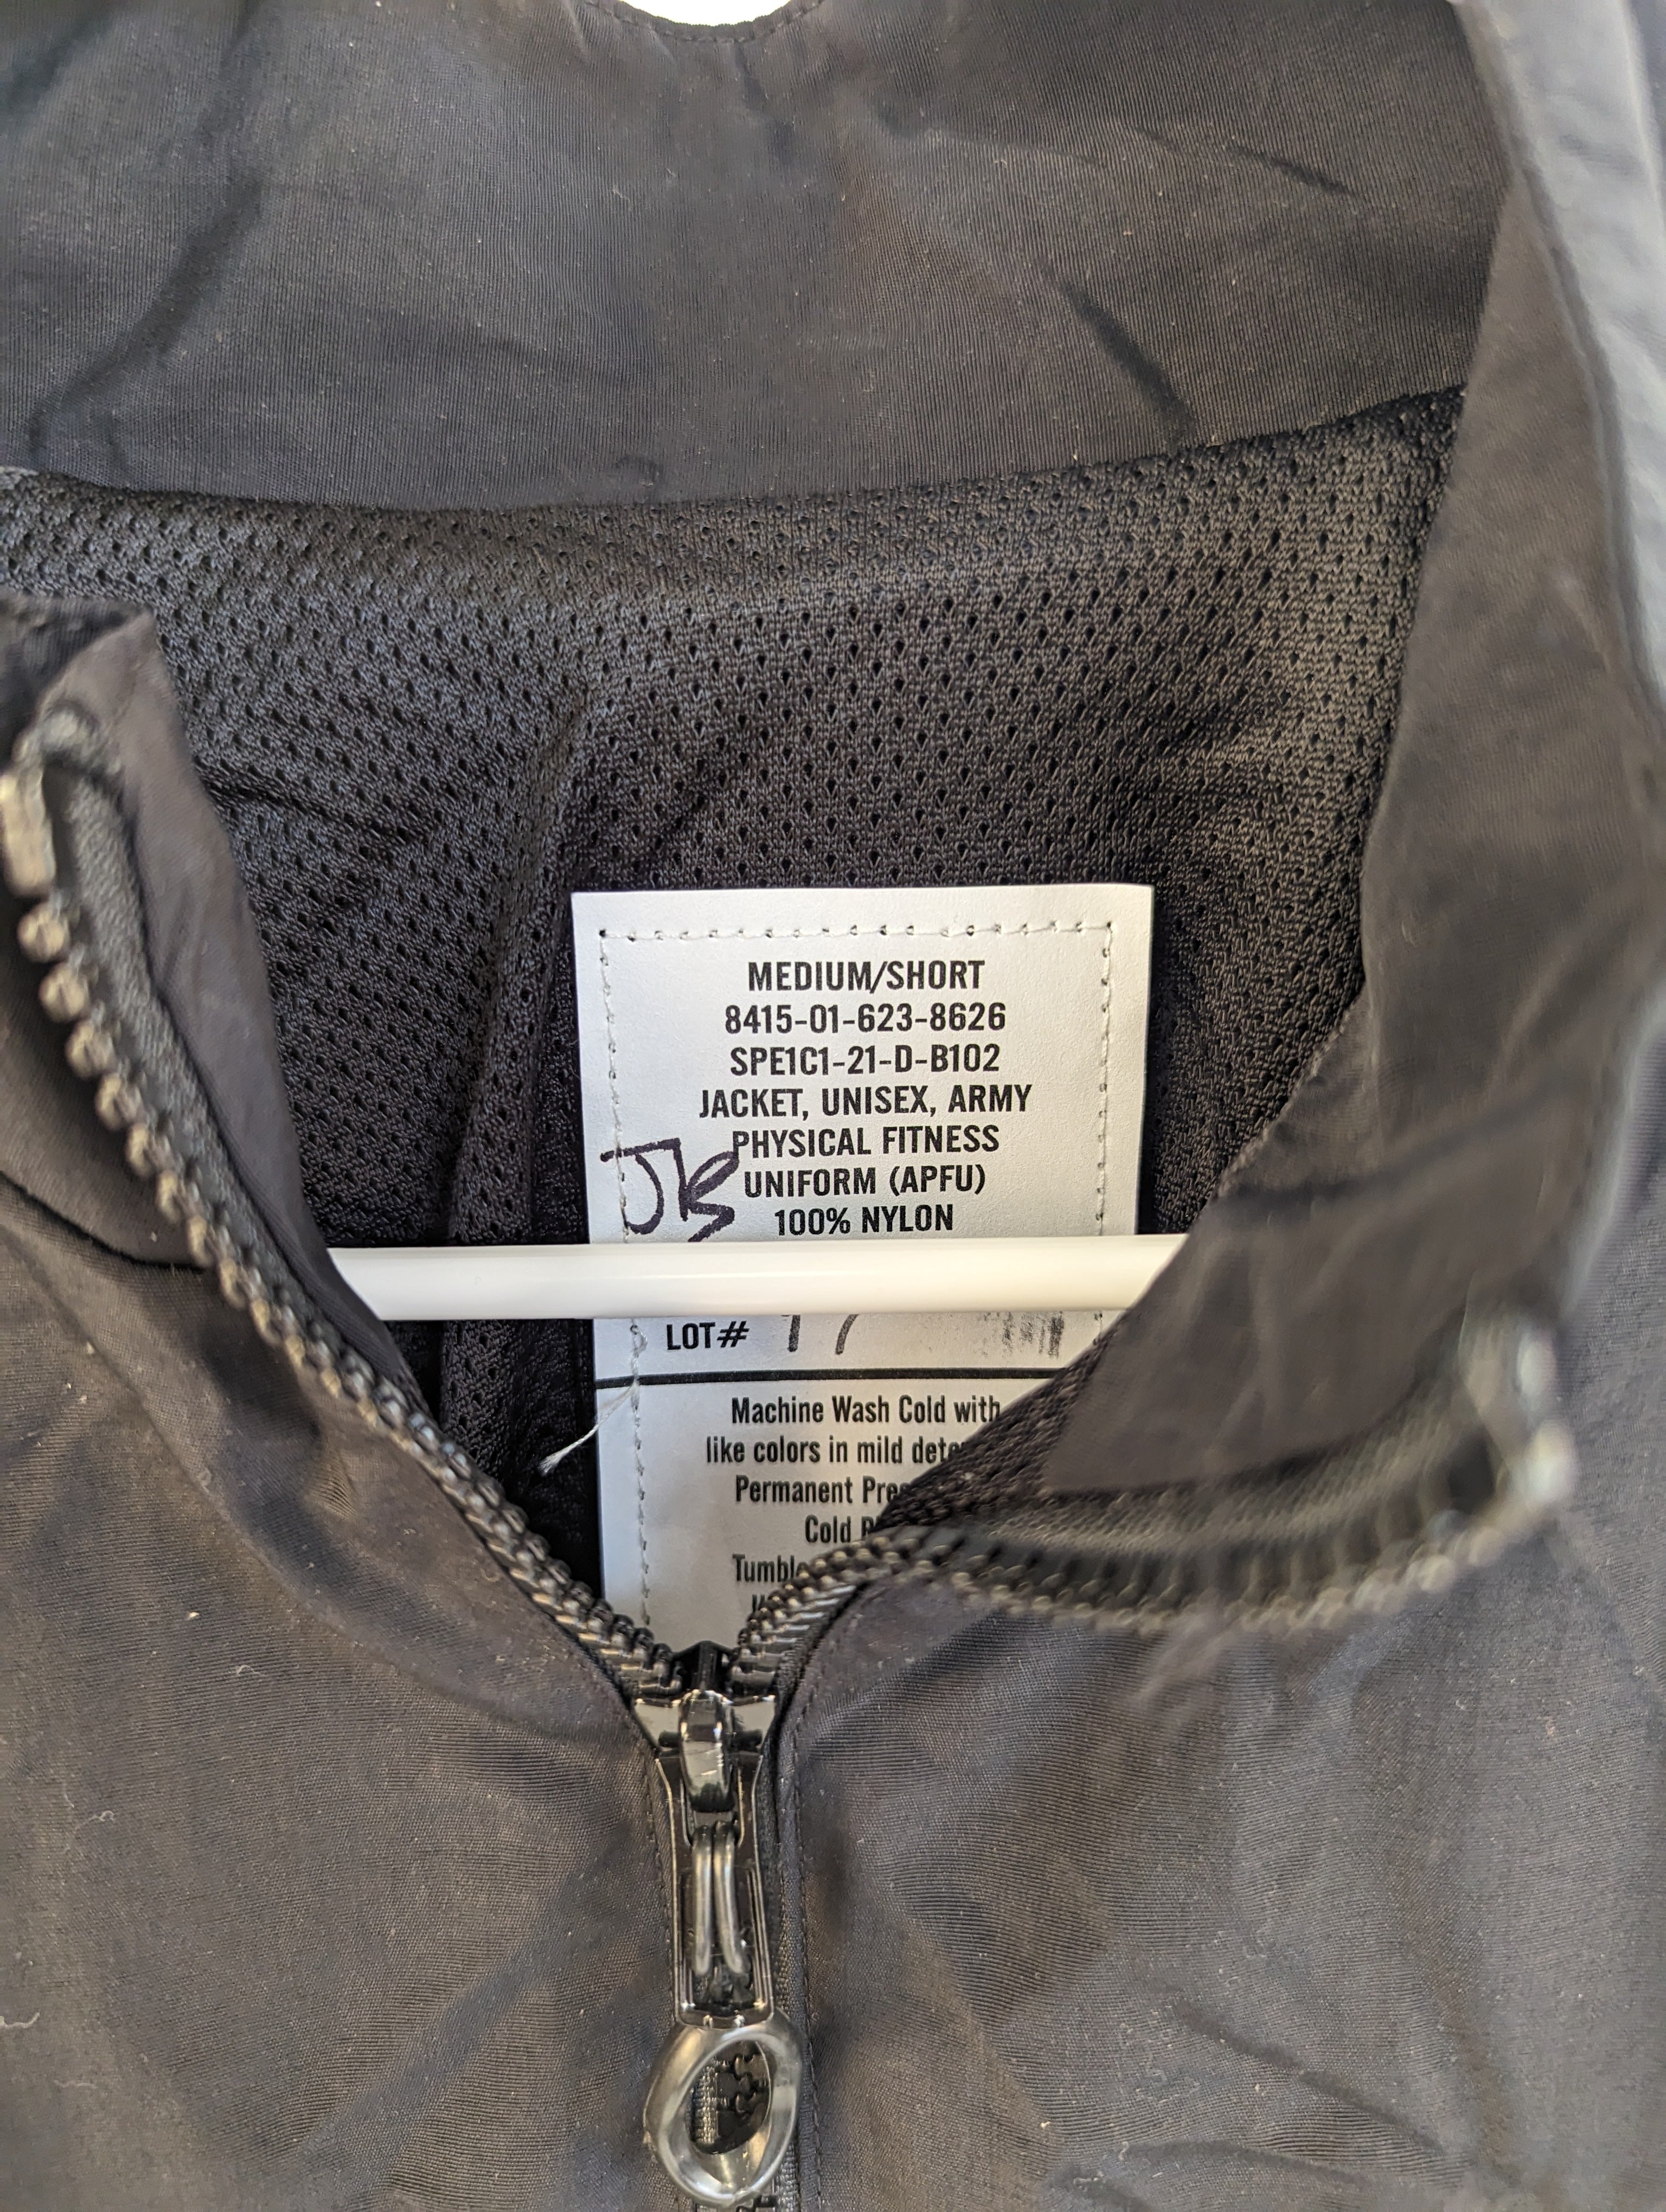 MEDIUM/SHORT
8415-01-623-8626
SPE1C1-21-D-B102
JACKET, UNISEX, ARMY
PHYSICAL FITNESS
JB
UNIFORM (APFU)
100% NYLON
LOT#
Machine Wash Cold with
like colors in mild
Permanent
Cold